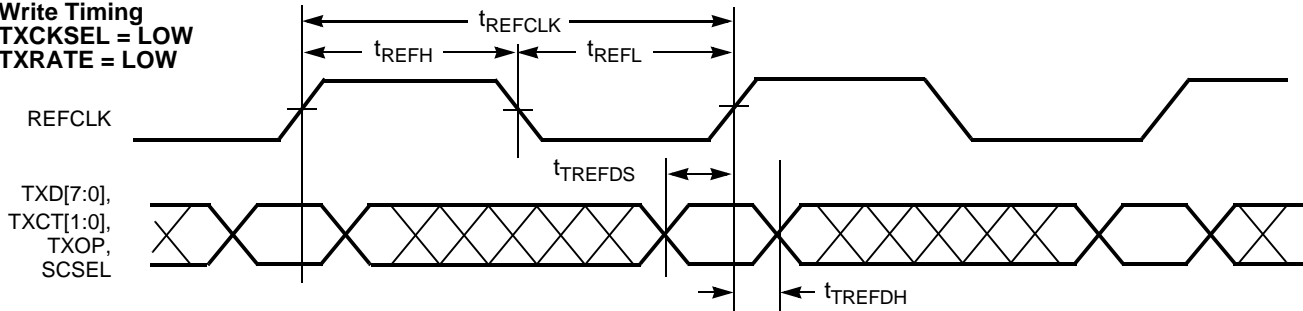 Write Timing
TXCKSEL = LOW
TXRATE = LOW
tREFCLK
tREFH
tREFL
REFCLK
tTREFDS
TXD[7:0],
TXCT[1:0],
TXOP,
SCSEL
tTREFDH